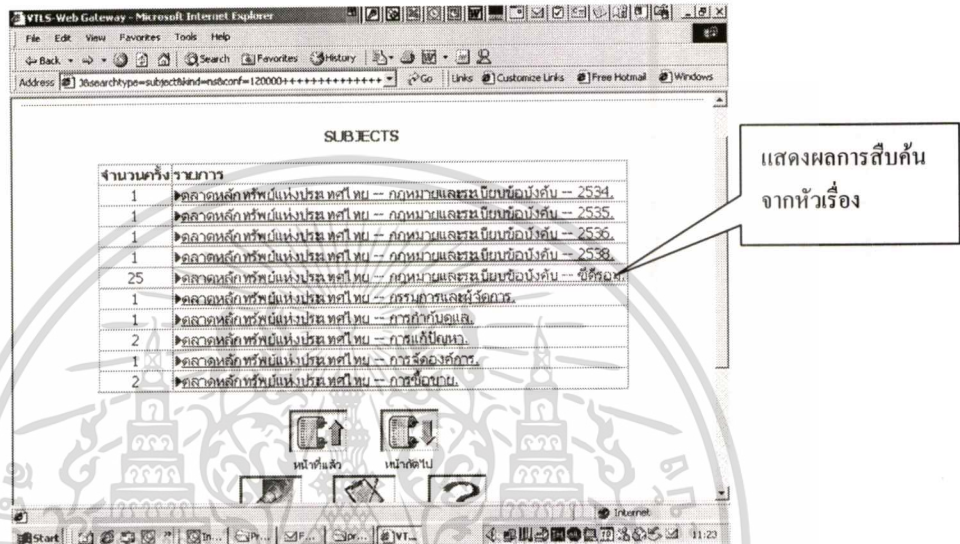 VTLS-Web Gateway - Microsoft Internet Explorer
File Edit View Favorites Tools Help
Back Search Favorites History
Address 3&searchtype=subject&kind=ns&conf=120000+++++++++++++++ Go Links Customize Links Free Hotmail Windows
SUBJECTS
จำนวนครั้ง รายการ
1 ตลาดหลักทรัพย์แห่งประเทศไทย -- กฎหมายและระเบียบข้อบังคับ -- 2534.
1 ตลาดหลักทรัพย์แห่งประเทศไทย -- กฎหมายและระเบียบข้อบังคับ -- 2535.
1 ตลาดหลักทรัพย์แห่งประเทศไทย -- กฎหมายและระเบียบข้อบังคับ -- 2536.
1 ตลาดหลักทรัพย์แห่งประเทศไทย -- กฎหมายและระเบียบข้อบังคับ -- 2538.
25 ตลาดหลักทรัพย์แห่งประเทศไทย -- กฎหมายและระเบียบข้อบังคับ -- ซีดีรอม.
1 ตลาดหลักทรัพย์แห่งประเทศไทย -- กรรมการและผู้จัดการ.
1 ตลาดหลักทรัพย์แห่งประเทศไทย -- การกำกับดูแล.
2 ตลาดหลักทรัพย์แห่งประเทศไทย -- การแก้ปัญหา.
1 ตลาดหลักทรัพย์แห่งประเทศไทย -- การจัดองค์การ.
2 ตลาดหลักทรัพย์แห่งประเทศไทย -- การซื้อขาย.
แสดงผลการสืบค้น
จากหัวเรื่อง
หน้าที่แล้ว หน้าถัดไป
Internet
Start In... Pr... F... pr... VT... 11:23